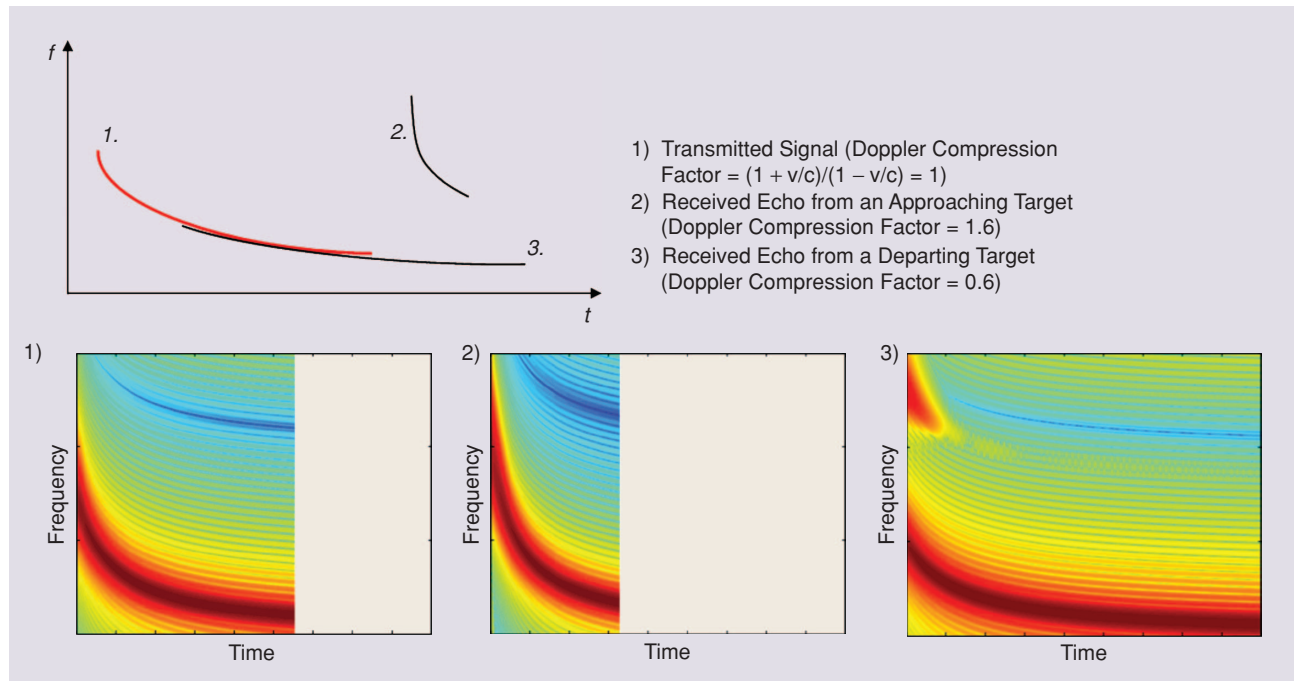 f
1.
2.
3.
t
1) Transmitted Signal (Doppler Compression
Factor = (1 + v/c)/(1 − v/c) = 1)
2) Received Echo from an Approaching Target
(Doppler Compression Factor = 1.6)
3) Received Echo from a Departing Target
(Doppler Compression Factor = 0.6)
1)
Frequency
Time
2)
Frequency
Time
3)
Frequency
Time